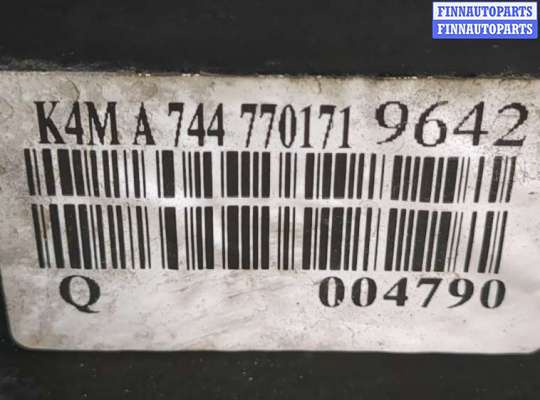 FINNAUTOPARTS
FINNAUTOPARTS
K4M A 744 770171 9642
Q 004790